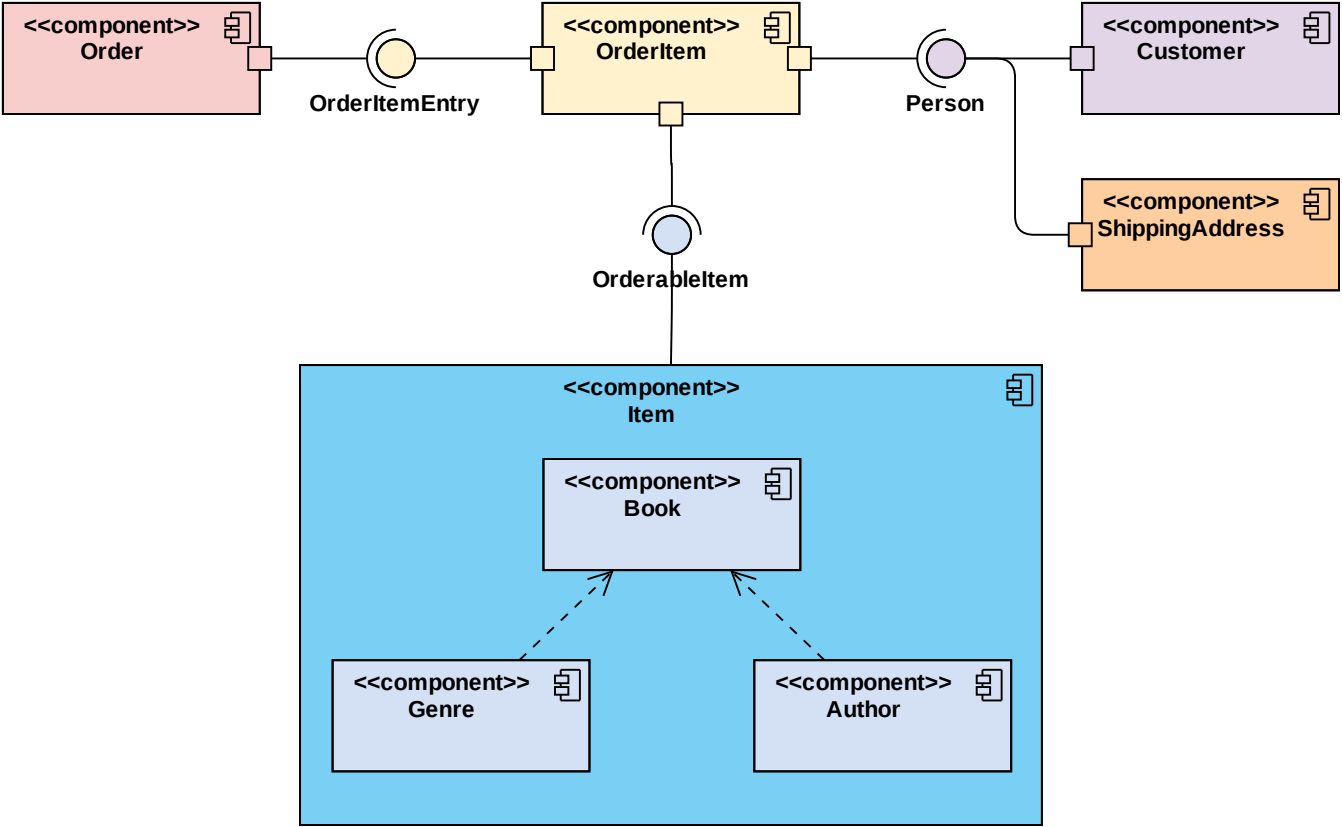 <<component>>
Order
<<component>>
OrderItem
<<component>>
Customer
OrderItemEntry
Person
<<component>>
ShippingAddress
OrderableItem
<<component>>
Item
<<component>>
Book
<<component>>
Genre
<<component>>
Author